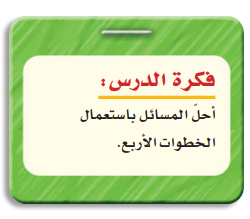 فكرة الدرس:
أحلّ المسائل باستعمال
الخطوات الأربع.